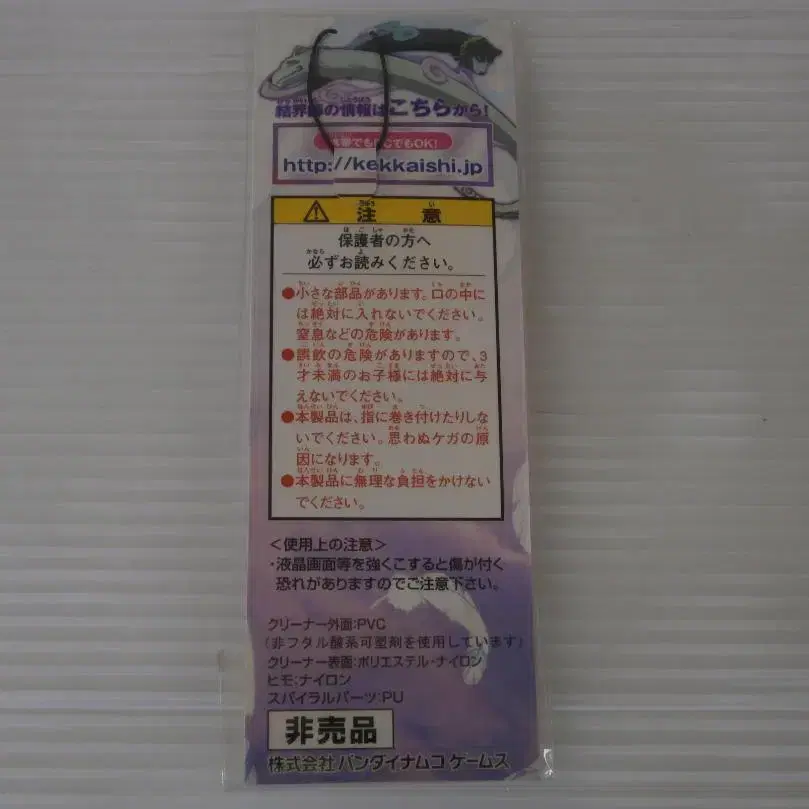 結界師の情報はこちらから!
携帯でもPCでもOK!
http://kekkaishi.jp
注意
保護者の方へ
必ずお読みください。
●小さな部品があります。口の中に
は絶対に入れないでください。
窒息などの危険があります。
●誤飲の危険がありますので、3
才未満のお子様には絶対に与
えないでください。
●本製品は、指に巻き付けたりしな
いでください。思わぬケガの原
因になります。
●本製品に無理な負担をかけない
でください。
<使用上の注意>
・液晶画面等を強くこすると傷が付く
恐れがありますのでご注意下さい。
クリーナー外面:PVC
(非フタル酸系可塑剤を使用しています)
クリーナー表面:ポリエステル・ナイロン
ヒモ:ナイロン
スパイラルパーツ:PU
非売品
株式会社 バンダイナムコ ゲームス